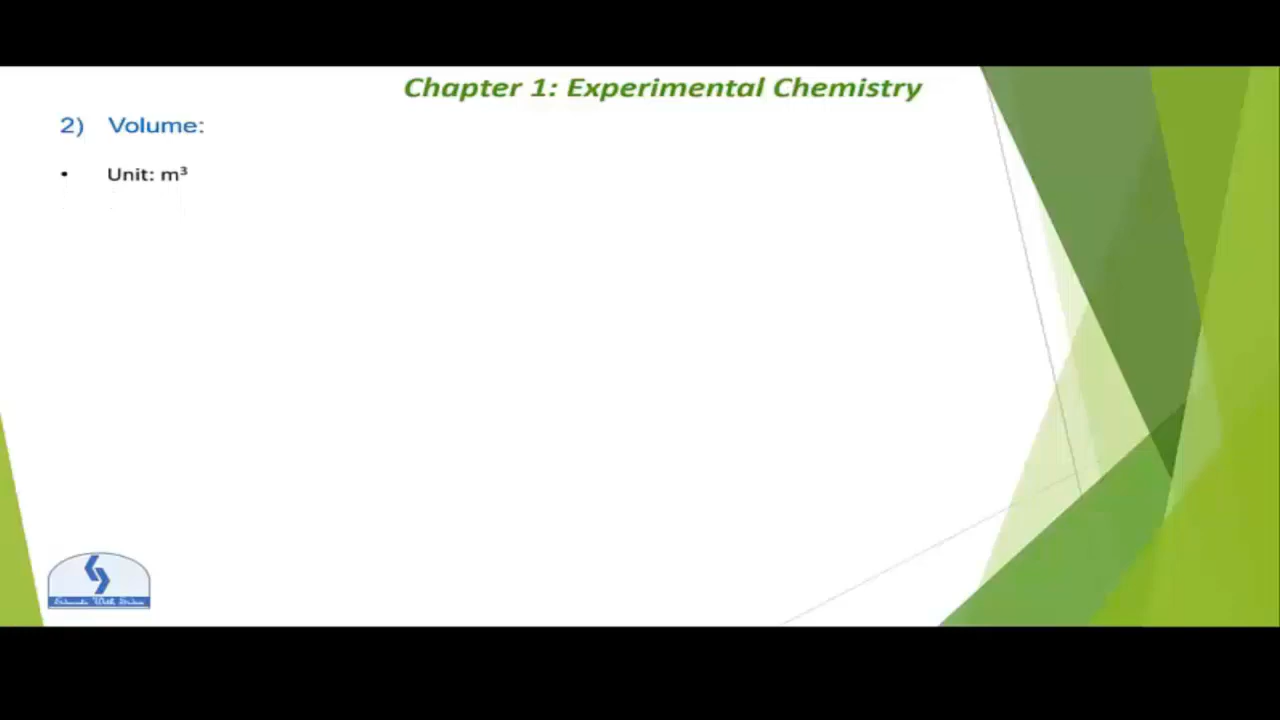 Chapter 1: Experimental Chemistry
2) Volume:
• Unit: m³